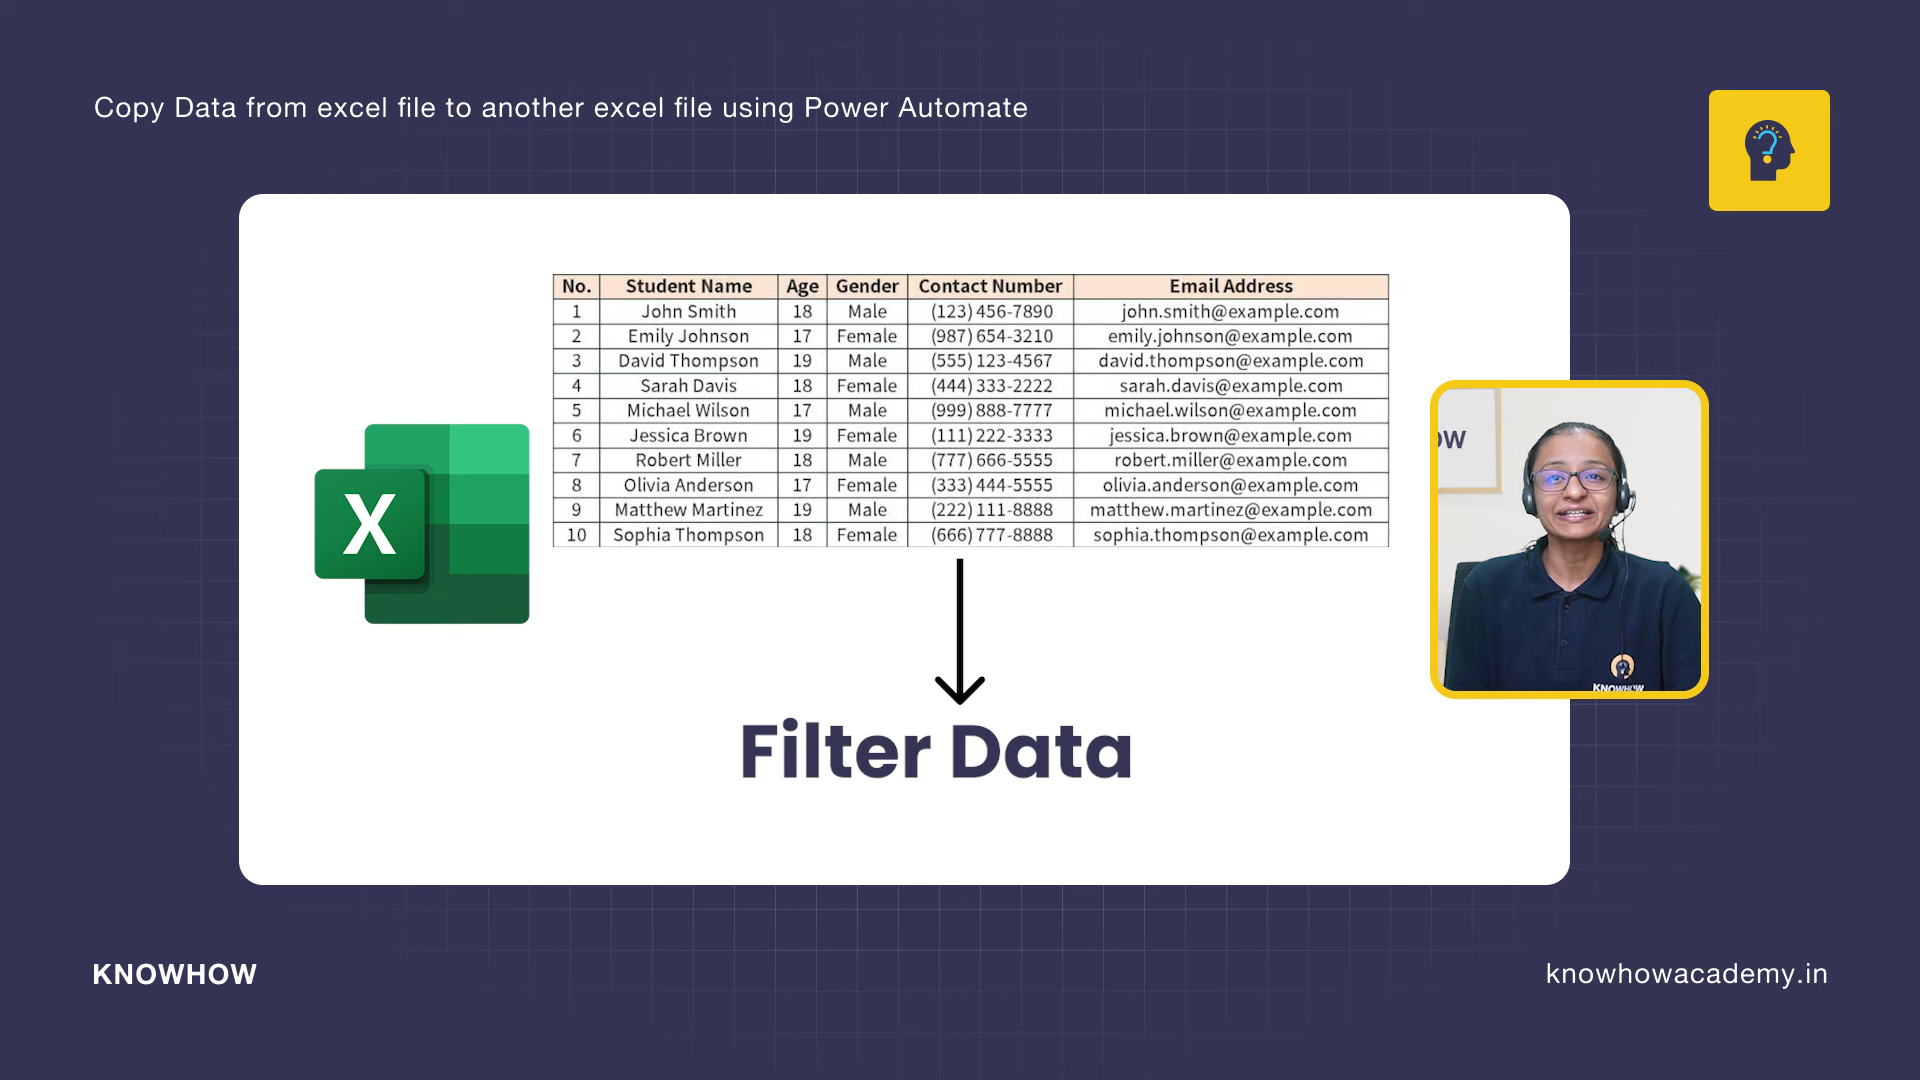 Copy Data from excel file to another excel file using Power Automate
No. Student Name Age Gender Contact Number Email Address
1 John Smith 18 Male (123) 456-7890 john.smith@example.com
2 Emily Johnson 17 Female (987) 654-3210 emily.johnson@example.com
3 David Thompson 19 Male (555) 123-4567 david.thompson@example.com
4 Sarah Davis 18 Female (444) 333-2222 sarah.davis@example.com
5 Michael Wilson 17 Male (999) 888-7777 michael.wilson@example.com
6 Jessica Brown 19 Female (111) 222-3333 jessica.brown@example.com
7 Robert Miller 18 Male (777) 666-5555 robert.miller@example.com
8 Olivia Anderson 17 Female (333) 444-5555 olivia.anderson@example.com
9 Matthew Martinez 19 Male (222) 111-8888 matthew.martinez@example.com
10 Sophia Thompson 18 Female (666) 777-8888 sophia.thompson@example.com
OW
X
KNOWHOW
Filter Data
KNOWHOW
knowhowacademy.in